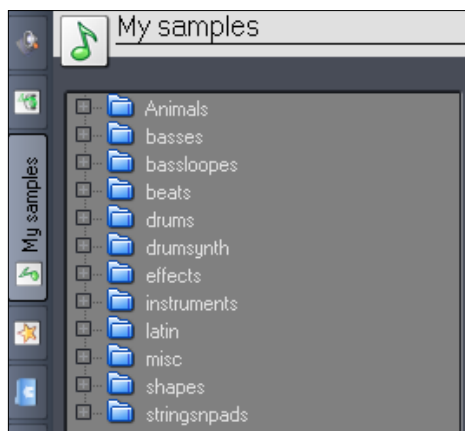 My samples
My samples
Animals
basses
bassloopes
beats
drums
drumsynth
effects
instruments
latin
misc
shapes
stringsnpads